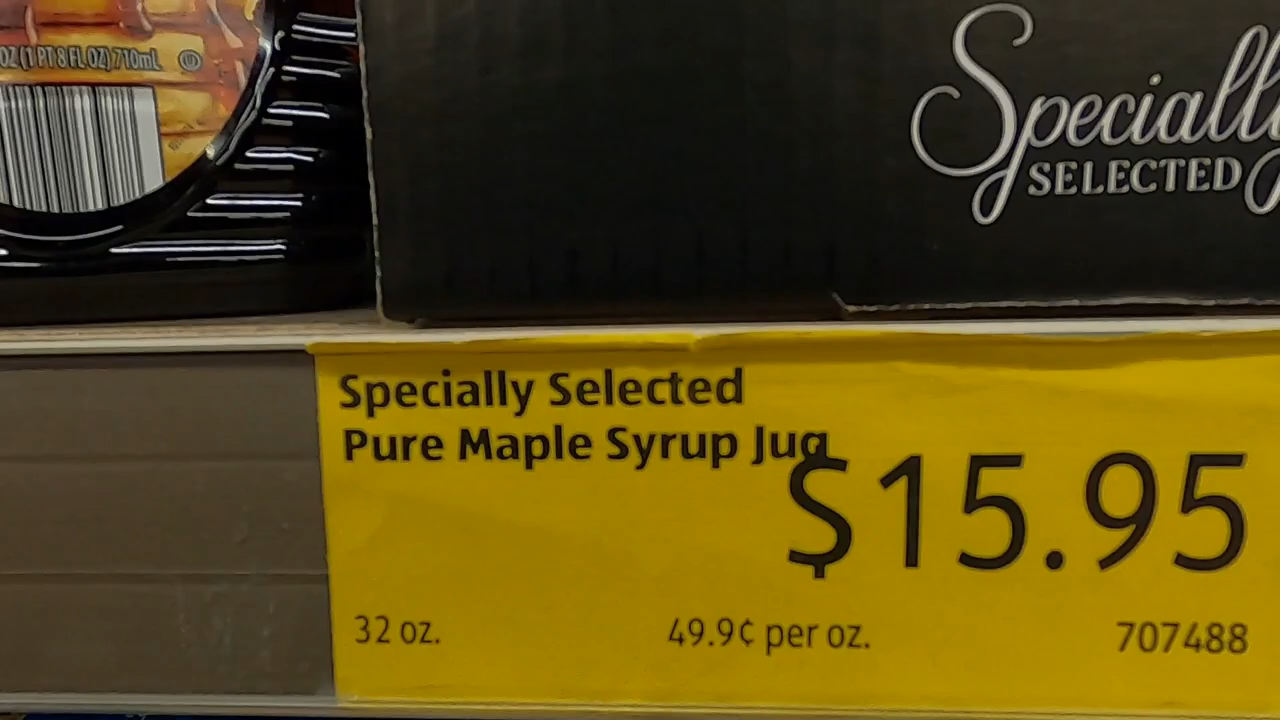 OZ (1 PT 8 FL OZ) 710mL U
Specially
SELECTED
Specially Selected
Pure Maple Syrup Jug
$15.95
32 oz.
49.9¢ per oz.
707488